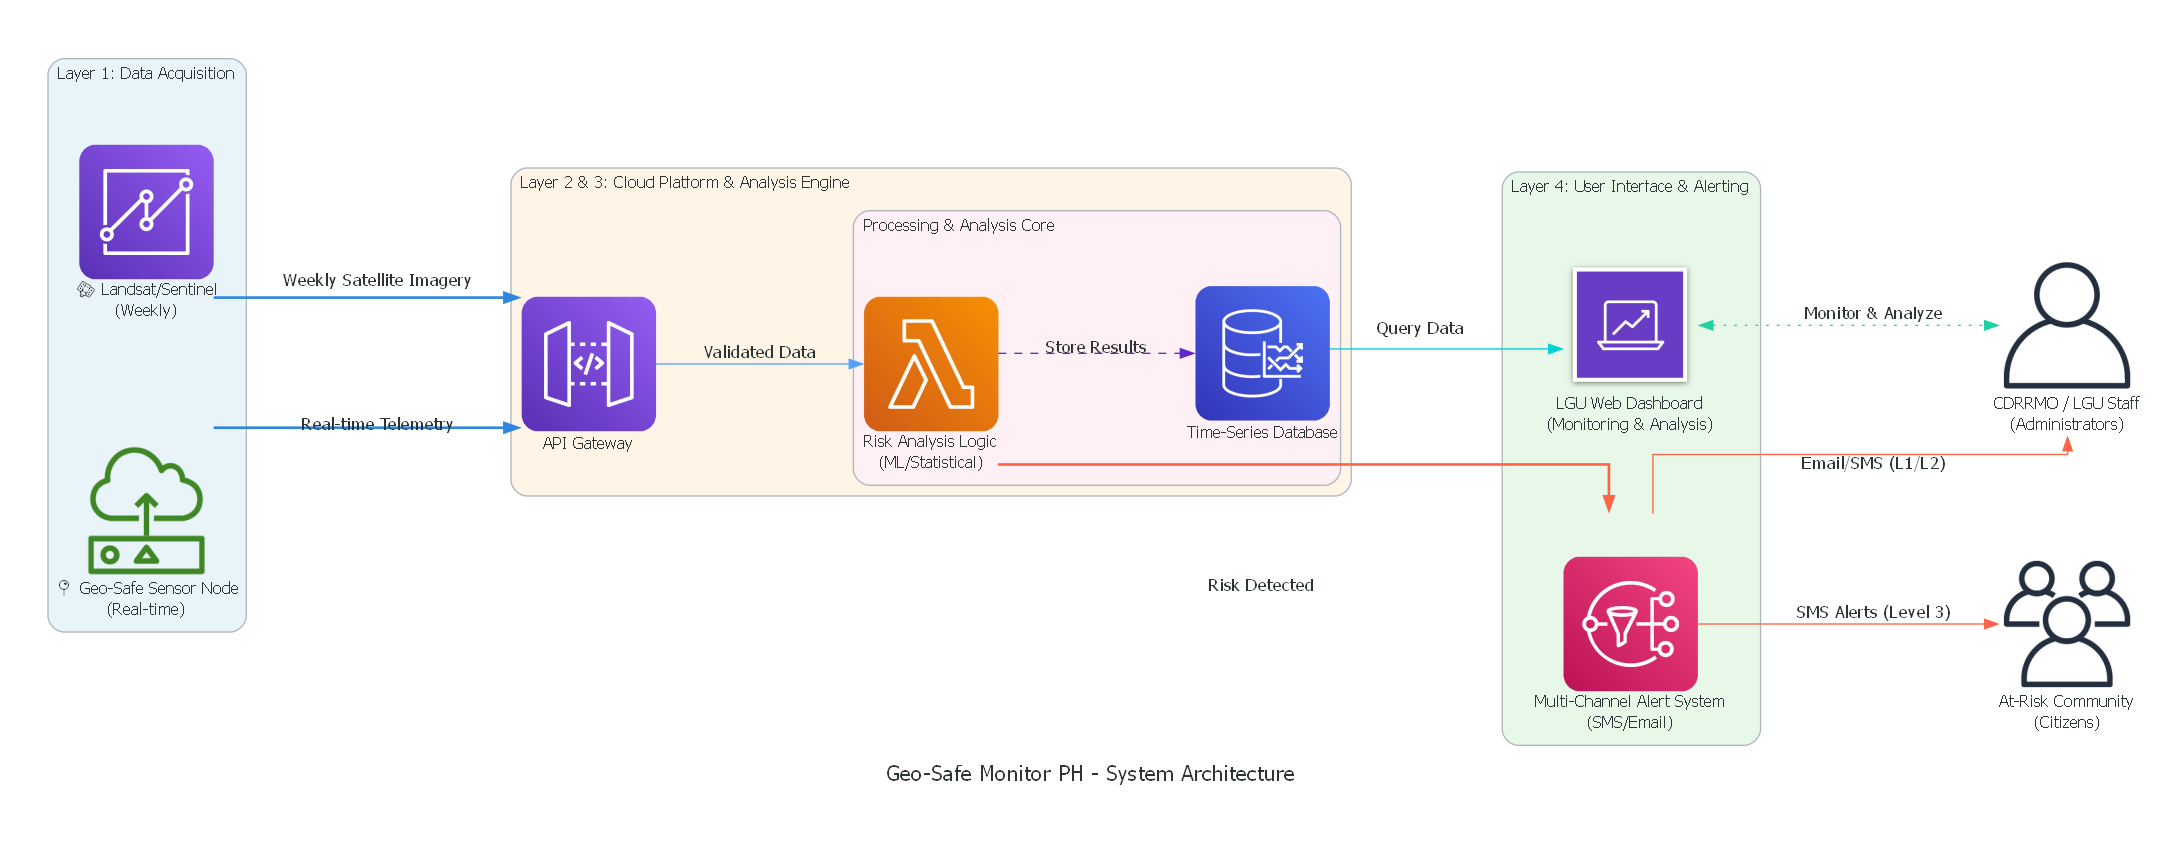 Layer 1: Data Acquisition
Landsat/Sentinel
(Weekly)
Geo-Safe Sensor Node
(Real-time)
Weekly Satellite Imagery
Real-time Telemetry
Layer 2 & 3: Cloud Platform & Analysis Engine
API Gateway
Validated Data
Processing & Analysis Core
Risk Analysis Logic
(ML/Statistical)
Store Results
Time-Series Database
Query Data
Risk Detected
Layer 4: User Interface & Alerting
LGU Web Dashboard
(Monitoring & Analysis)
Multi-Channel Alert System
(SMS/Email)
Monitor & Analyze
Email/SMS (L1/L2)
SMS Alerts (Level 3)
CDRRMO / LGU Staff
(Administrators)
At-Risk Community
(Citizens)
Geo-Safe Monitor PH - System Architecture